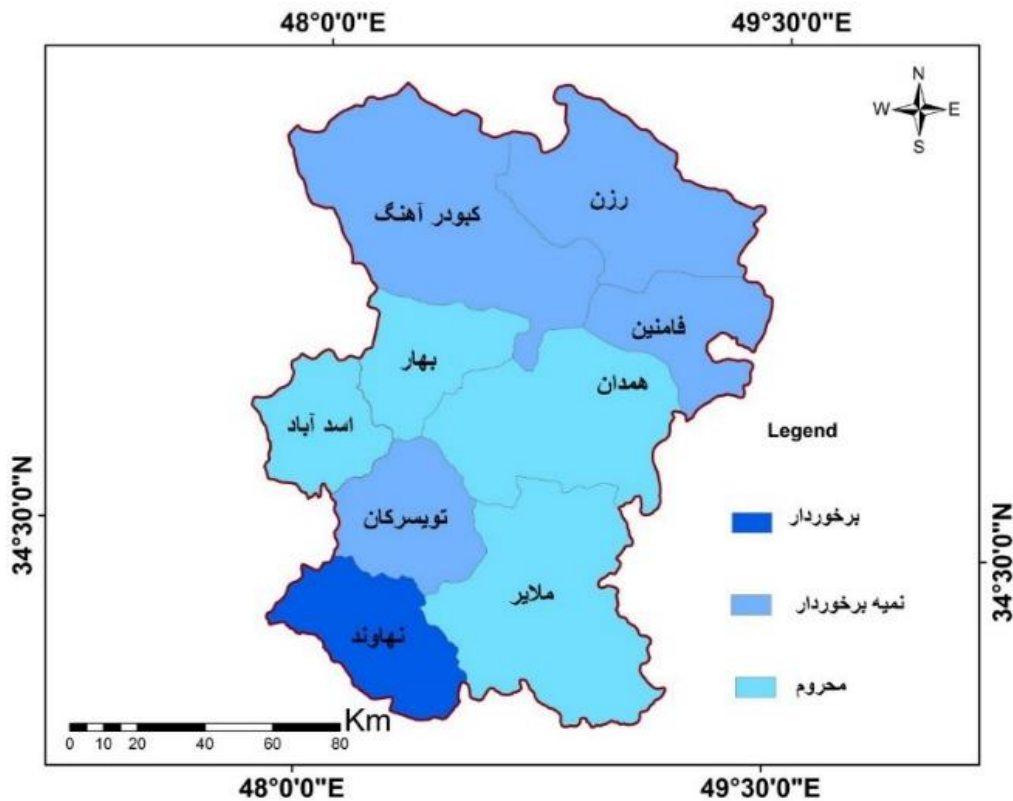 48°0'0"E
49°30'0"E
N
W
E
S
کبودر آهنگ
رزن
فامنین
بهار
همدان
اسد آباد
Legend
34°30'0"N
تویسرکان
برخوردار
34°30'0"N
ملایر
نمیه برخوردار
نهاوند
محروم
Km
0 10 20 40 60 80
48°0'0"E
49°30'0"E